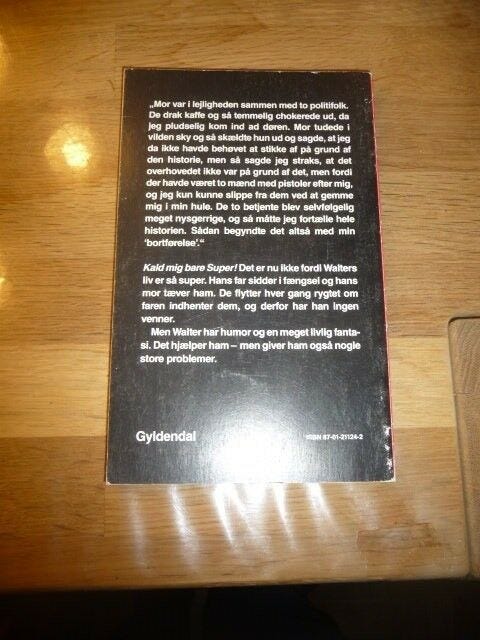 „Mor var i lejligheden sammen med to politifolk.
De drak kaffe og så temmelig chokerede ud, da
jeg pludselig kom ind ad døren. Mor tudede i
vilden sky og så skældte hun ud og sagde, at jeg
da ikke havde behøvet at stikke af på grund af
den historie, men så sagde jeg straks, at det
overhovedet ikke var på grund af det, men fordi
der havde været to mænd med pistoler efter mig,
og jeg kun kunne slippe fra dem ved at gemme
mig i min hule. De to betjente blev selvfølgelig
meget nysgerrige, og så måtte jeg fortælle hele
historien. Sådan begyndte det altså med min
'bortførelse'.“
Kald mig bare Super! Det er nu ikke fordi Walters
liv er så super. Hans far sidder i fængsel og hans
mor tæver ham. De flytter hver gang rygtet om
faren indhenter dem, og derfor har han ingen
venner.
Men Walter har humor og en meget livlig fanta-
si. Det hjælper ham – men giver ham også nogle
store problemer.
Gyldendal
ISBN 87-01-21124-2